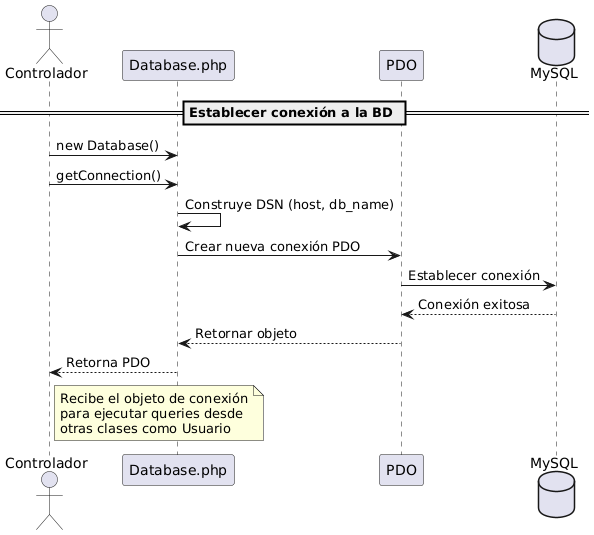 Controlador
Database.php
PDO
MySQL
Establecer conexión a la BD
new Database()
getConnection()
Construye DSN (host, db_name)
Crear nueva conexión PDO
Establecer conexión
Conexión exitosa
Retornar objeto
Retorna PDO
Recibe el objeto de conexión
para ejecutar queries desde
otras clases como Usuario
Controlador
Database.php
PDO
MySQL